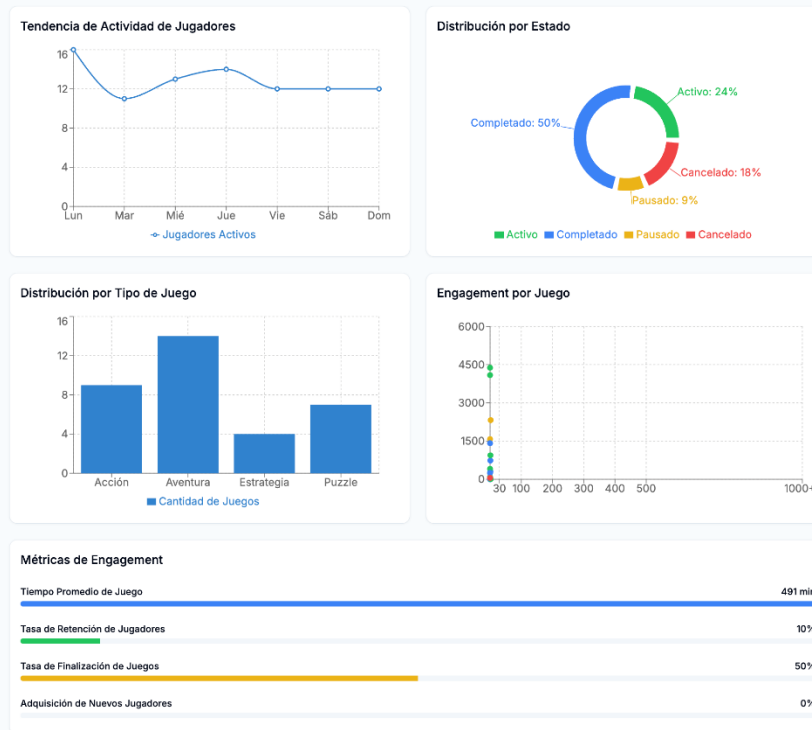 Tendencia de Actividad de Jugadores
16
12
8
4
0
Lun Mar Mié Jue Vie Sáb Dom
Jugadores Activos
Distribución por Estado
Activo: 24%
Completado: 50%
Cancelado: 18%
Pausado: 9%
Activo Completado Pausado Cancelado
Distribución por Tipo de Juego
16
12
8
4
0
Acción Aventura Estrategia Puzzle
Cantidad de Juegos
Engagement por Juego
6000
4500
3000
1500
0
30 100 200 300 400 500 1000+
Métricas de Engagement
Tiempo Promedio de Juego 491 min
Tasa de Retención de Jugadores 10%
Tasa de Finalización de Juegos 50%
Adquisición de Nuevos Jugadores 0%